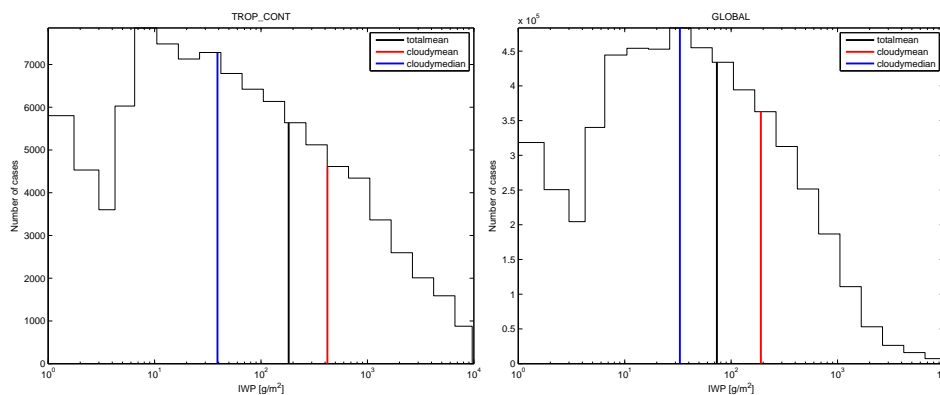 TROP_CONT
totalmean
cloudymean
cloudymedian
7000
6000
5000
4000
3000
2000
1000
0
Number of cases
10^0
10^1
10^2
10^3
10^4
IWP [g/m^2]
GLOBAL
x 10^5
totalmean
cloudymean
cloudymedian
4.5
4
3.5
3
2.5
2
1.5
1
0.5
0
Number of cases
10^0
10^1
10^2
10^3
IWP [g/m^2]